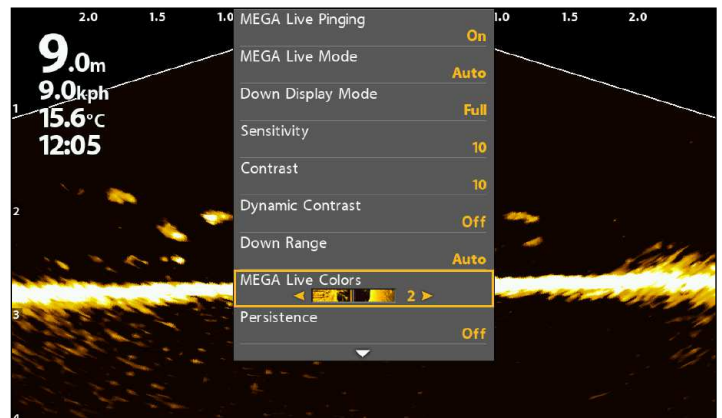 2.0 1.5 1.0 1.0 1.5 2.0
9.0m
9.0kph
15.6°C
12:05
1
2
3
4
MEGA Live Pinging
On
MEGA Live Mode
Auto
Down Display Mode
Full
Sensitivity
10
Contrast
10
Dynamic Contrast
Off
Down Range
Auto
MEGA Live Colors
2
Persistence
Off